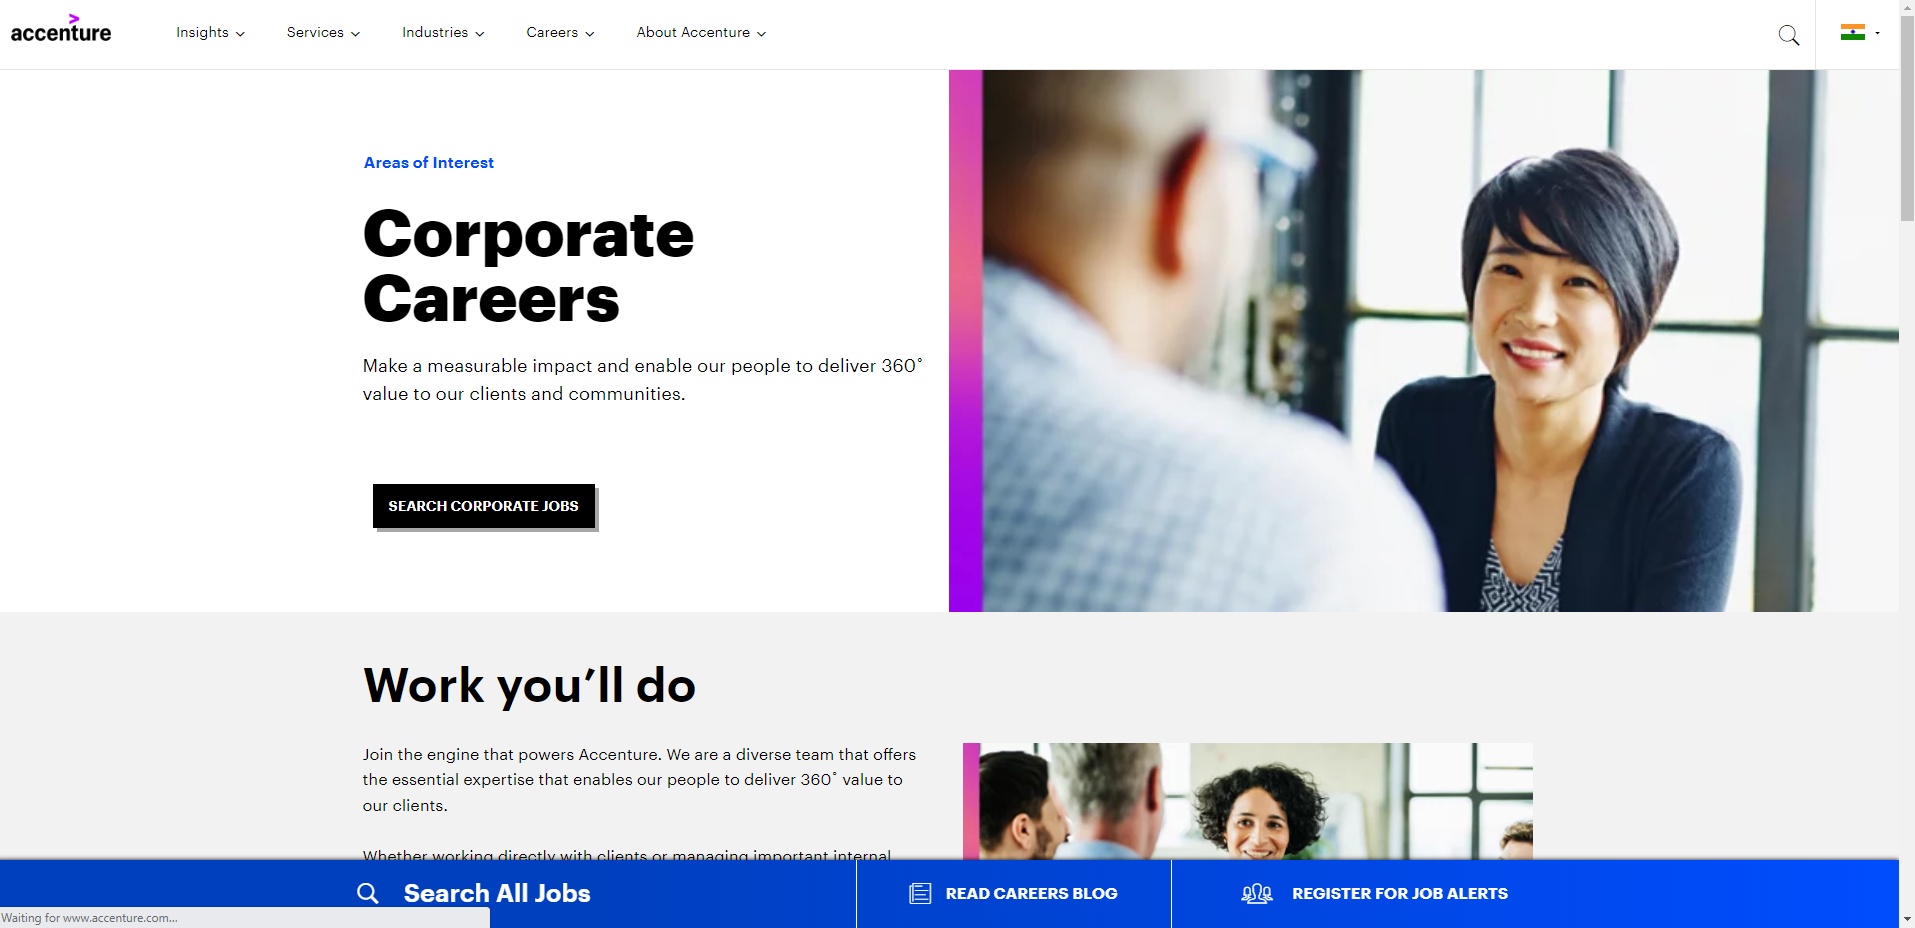 accenture
Insights
Services
Industries
Careers
About Accenture
Areas of Interest
Corporate
Careers
Make a measurable impact and enable our people to deliver 360˚
value to our clients and communities.
SEARCH CORPORATE JOBS
Work you’ll do
Join the engine that powers Accenture. We are a diverse team that offers
the essential expertise that enables our people to deliver 360˚ value to
our clients.
Whether working directly with clients or managing important internal
Search All Jobs
READ CAREERS BLOG
REGISTER FOR JOB ALERTS
Waiting for www.accenture.com...